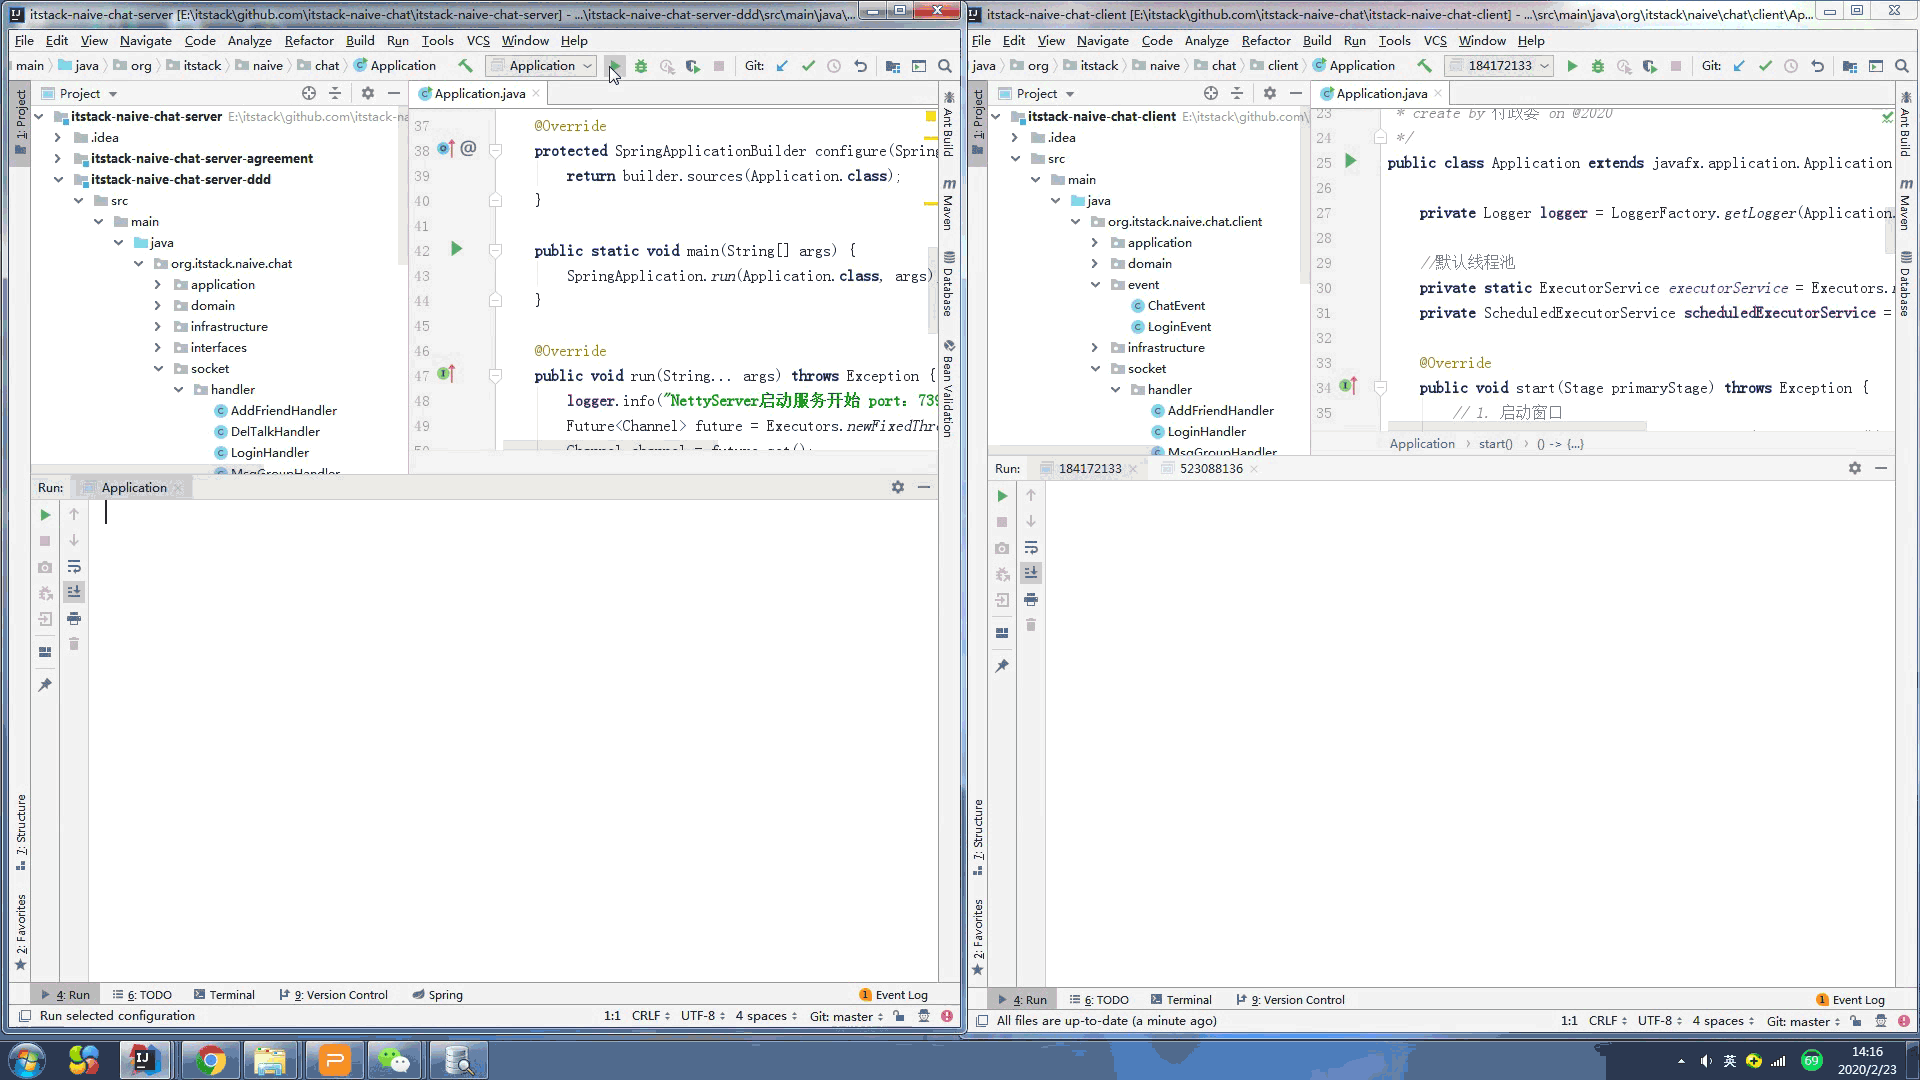 itstack-naive-chat-server [E:\itstack\github.com\itstack-naive-chat\itstack-naive-chat-server] - ...\itstack-naive-chat-server-ddd\src\main\java\...
File Edit View Navigate Code Analyze Refactor Build Run Tools VCS Window Help
main java org itstack naive chat Application Application Git:
Project Application.java
1: Project
itstack-naive-chat-server E:\itstack\github.com\itstack-na
.idea
itstack-naive-chat-server-agreement
itstack-naive-chat-server-ddd
src
main
java
org.itstack.naive.chat
application
domain
infrastructure
interfaces
socket
handler
AddFriendHandler
DelTalkHandler
LoginHandler
MsgGroupHandler
37 @Override
38 protected SpringApplicationBuilder configure(Spring
39 return builder.sources(Application.class);
40 }
41
42 public static void main(String[] args) {
43 SpringApplication.run(Application.class, args)
44 }
45
46 @Override
47 public void run(String... args) throws Exception {
48 logger.info("NettyServer启动服务开始 port: 739
49 Future<Channel> future = Executors.newFixedThr
50 Channel channel = future.get();
Ant Build
Maven
Database
Bean Validation
Run: Application
7: Structure
2: Favorites
4: Run 6: TODO Terminal 9: Version Control Spring 1 Event Log
Run selected configuration 1:1 CRLF UTF-8 4 spaces Git: master
itstack-naive-chat-client [E:\itstack\github.com\itstack-naive-chat\itstack-naive-chat-client] - ...\src\main\java\org\itstack\naive\chat\client\Ap...
File Edit View Navigate Code Analyze Refactor Build Run Tools VCS Window Help
java org itstack naive chat client Application 184172133 Git:
Project Application.java
1: Project
itstack-naive-chat-client E:\itstack\github.com\
.idea
src
main
java
org.itstack.naive.chat.client
application
domain
event
ChatEvent
LoginEvent
infrastructure
socket
handler
AddFriendHandler
LoginHandler
MsgGroupHandler
23 * create by 付政委 on @2020
24 */
25 public class Application extends javafx.application.Application
26
27 private Logger logger = LoggerFactory.getLogger(Application.
28
29 //默认线程池
30 private static ExecutorService executorService = Executors.
31 private ScheduledExecutorService scheduledExecutorService =
32
33 @Override
34 public void start(Stage primaryStage) throws Exception {
35 // 1. 启动窗口
Application start() () -> {...}
Ant Build
Maven
Database
Run: 184172133 523088136
7: Structure
2: Favorites
4: Run 6: TODO Terminal 9: Version Control 1 Event Log
All files are up-to-date (a minute ago) 1:1 CRLF UTF-8 4 spaces Git: master
英 69 14:16
2020/2/23